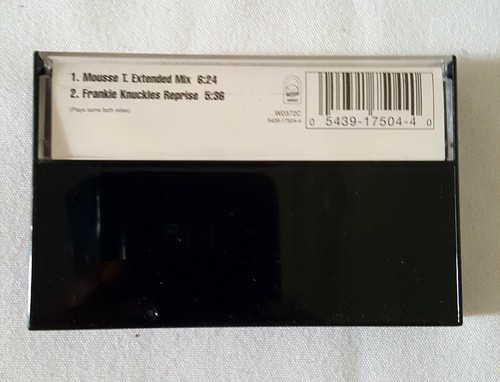 1. Mousse T. Extended Mix 6:24
2. Frankie Knuckles Reprise 5:36
(Plays same both sides)
W0372C
5439-17504-4
0 5439-17504-4 0